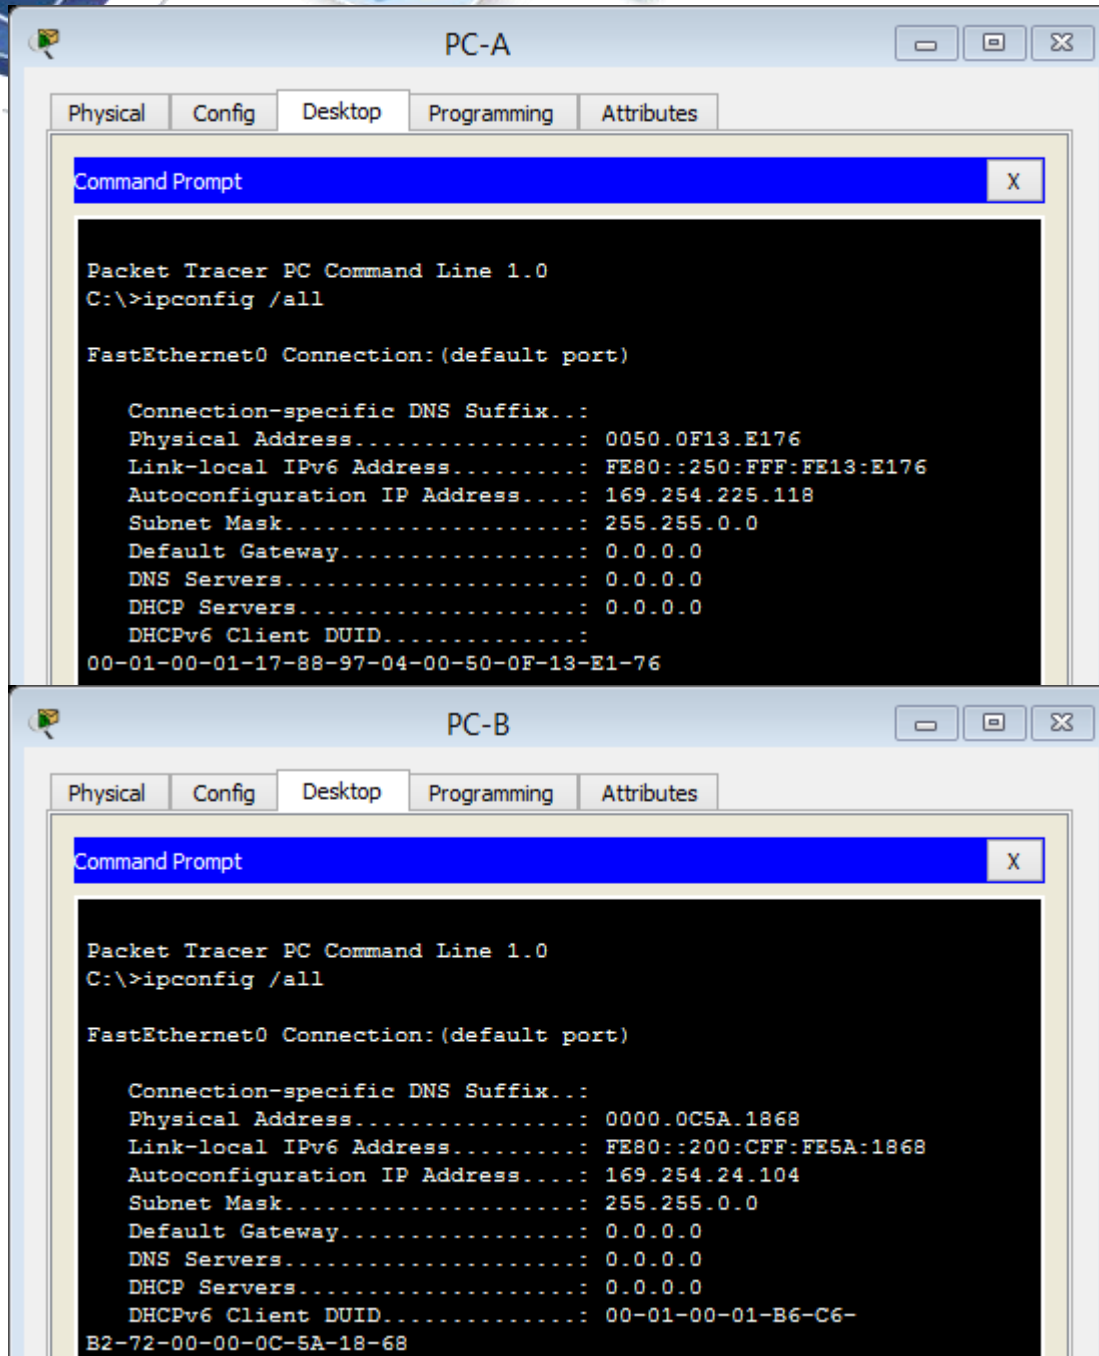 PC-A
Physical Config Desktop Programming Attributes
Command Prompt X
Packet Tracer PC Command Line 1.0
C:\>ipconfig /all
FastEthernet0 Connection:(default port)
Connection-specific DNS Suffix..:
Physical Address................: 0050.0F13.E176
Link-local IPv6 Address.........: FE80::250:FFF:FE13:E176
Autoconfiguration IP Address....: 169.254.225.118
Subnet Mask.....................: 255.255.0.0
Default Gateway.................: 0.0.0.0
DNS Servers.....................: 0.0.0.0
DHCP Servers....................: 0.0.0.0
DHCPv6 Client DUID..............:
00-01-00-01-17-88-97-04-00-50-0F-13-E1-76
PC-B
Physical Config Desktop Programming Attributes
Command Prompt X
Packet Tracer PC Command Line 1.0
C:\>ipconfig /all
FastEthernet0 Connection:(default port)
Connection-specific DNS Suffix..:
Physical Address................: 0000.0C5A.1868
Link-local IPv6 Address.........: FE80::200:CFF:FE5A:1868
Autoconfiguration IP Address....: 169.254.24.104
Subnet Mask.....................: 255.255.0.0
Default Gateway.................: 0.0.0.0
DNS Servers.....................: 0.0.0.0
DHCP Servers....................: 0.0.0.0
DHCPv6 Client DUID..............: 00-01-00-01-B6-C6-
B2-72-00-00-0C-5A-18-68